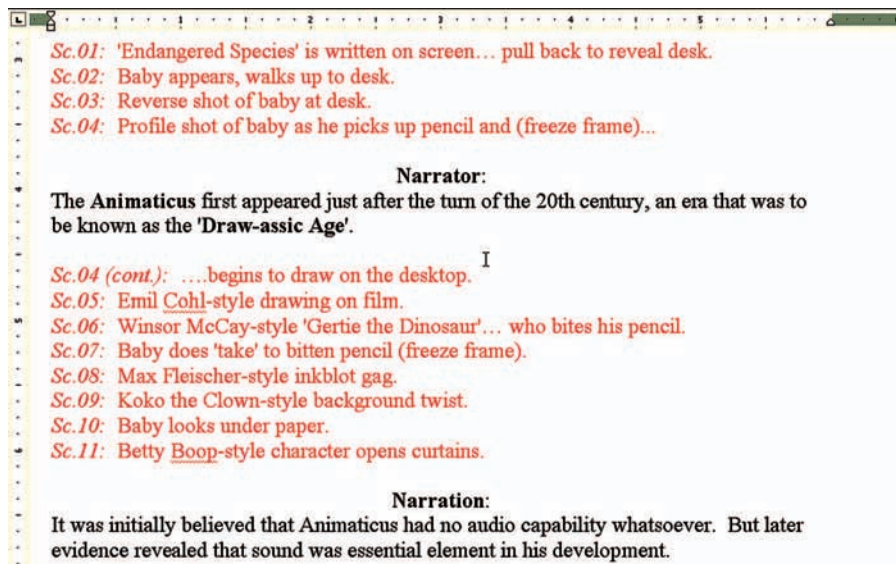 Sc.01: 'Endangered Species' is written on screen… pull back to reveal desk.
Sc.02: Baby appears, walks up to desk.
Sc.03: Reverse shot of baby at desk.
Sc.04: Profile shot of baby as he picks up pencil and (freeze frame)...
Narrator:
The Animaticus first appeared just after the turn of the 20th century, an era that was to
be known as the 'Draw-assic Age'.
Sc.04 (cont.): ….begins to draw on the desktop.
Sc.05: Emil Cohl-style drawing on film.
Sc.06: Winsor McCay-style 'Gertie the Dinosaur'… who bites his pencil.
Sc.07: Baby does 'take' to bitten pencil (freeze frame).
Sc.08: Max Fleischer-style inkblot gag.
Sc.09: Koko the Clown-style background twist.
Sc.10: Baby looks under paper.
Sc.11: Betty Boop-style character opens curtains.
Narration:
It was initially believed that Animaticus had no audio capability whatsoever. But later
evidence revealed that sound was essential element in his development.